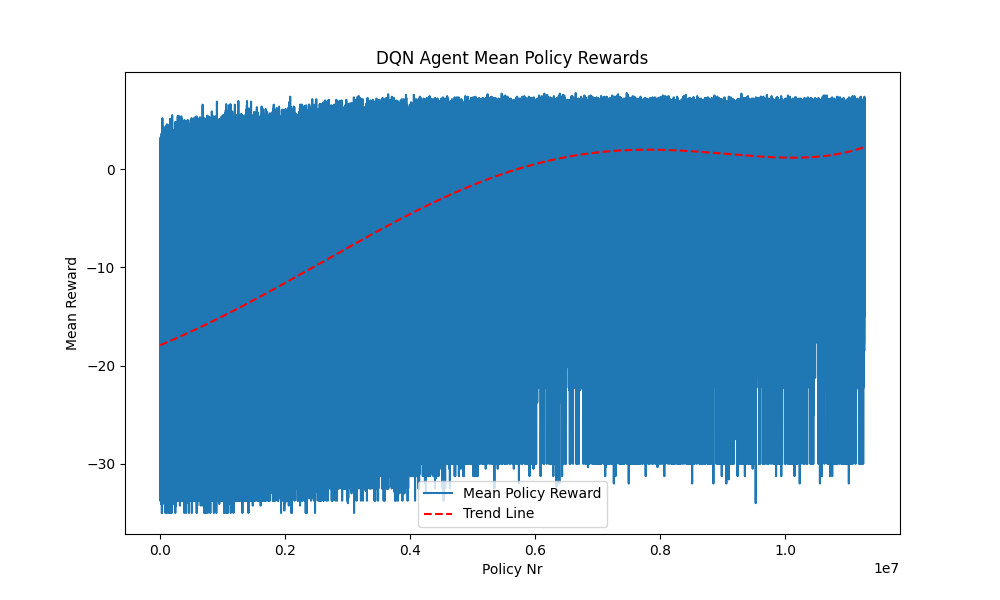 DQN Agent Mean Policy Rewards
Mean Reward
0
−10
−20
−30
Mean Policy Reward
Trend Line
0.0 0.2 0.4 0.6 0.8 1.0
1e7
Policy Nr